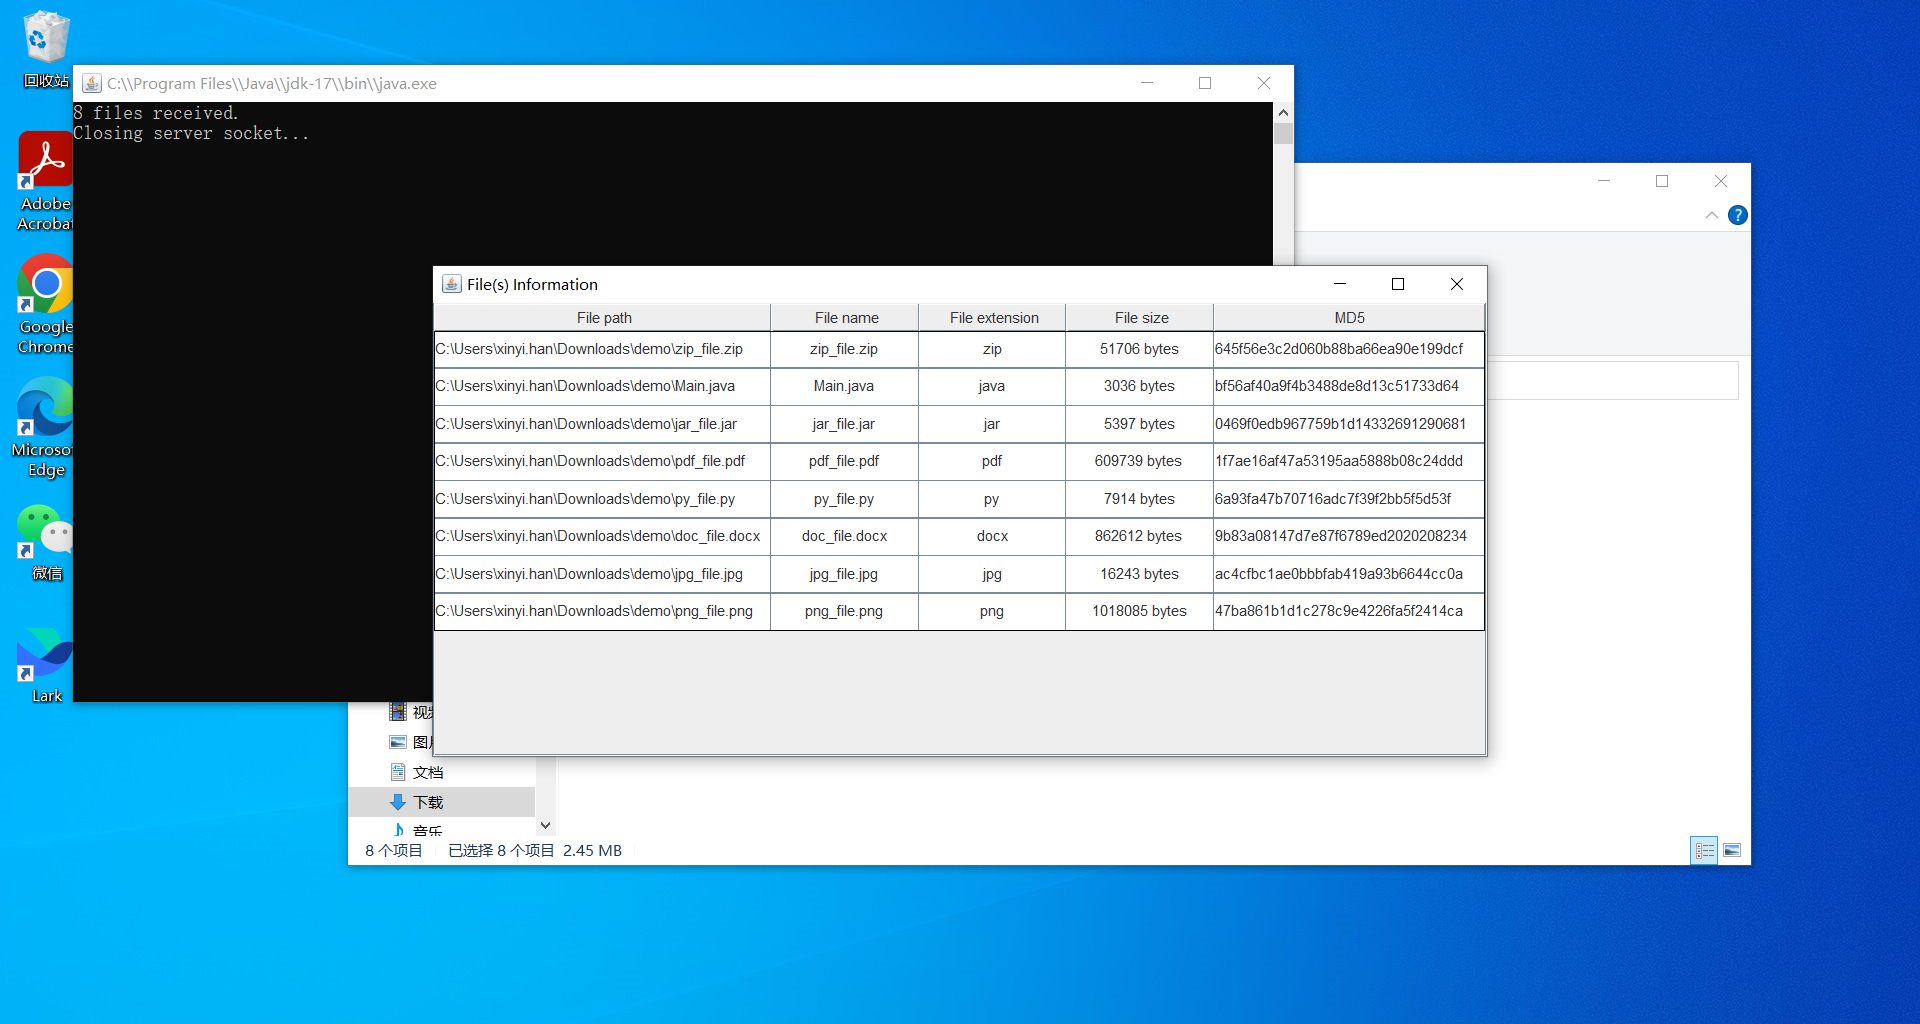 回收站
Adobe
Acrobat
Google
Chrome
Edge
微信
Lark
C:\\Program Files\\Java\\jdk-17\\bin\\java.exe
8 files received.
Closing server socket...
?
File(s) Information
File path File name File extension File size MD5
C:\Users\xinyi.han\Downloads\demo\zip_file.zip zip_file.zip zip 51706 bytes 645f56e3c2d060b88ba66ea90e199dcf
C:\Users\xinyi.han\Downloads\demo\Main.java Main.java java 3036 bytes bf56af40a9f4b3488de8d13c51733d64
C:\Users\xinyi.han\Downloads\demo\jar_file.jar jar_file.jar jar 5397 bytes 0469f0edb967759b1d14332691290681
C:\Users\xinyi.han\Downloads\demo\pdf_file.pdf pdf_file.pdf pdf 609739 bytes 1f7ae16af47a53195aa5888b08c24ddd
C:\Users\xinyi.han\Downloads\demo\py_file.py py_file.py py 7914 bytes 6a93fa47b70716adc7f39f2bb5f5d53f
C:\Users\xinyi.han\Downloads\demo\doc_file.docx doc_file.docx docx 862612 bytes 9b83a08147d7e87f6789ed2020208234
C:\Users\xinyi.han\Downloads\demo\jpg_file.jpg jpg_file.jpg jpg 16243 bytes ac4cfbc1ae0bbbfab419a93b6644cc0a
C:\Users\xinyi.han\Downloads\demo\png_file.png png_file.png png 1018085 bytes 47ba861b1d1c278c9e4226fa5f2414ca
文档
下载
音乐
8 个项目 已选择 8 个项目 2.45 MB